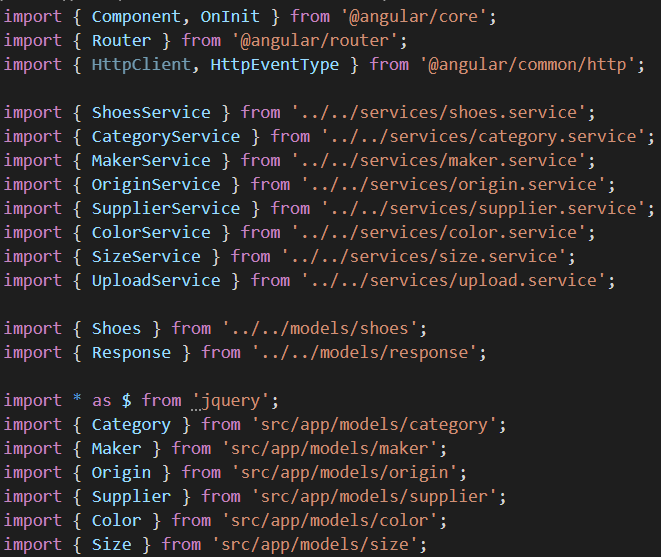 import { Component, OnInit } from '@angular/core';
import { Router } from '@angular/router';
import { HttpClient, HttpEventType } from '@angular/common/http';
import { ShoesService } from '../../services/shoes.service';
import { CategoryService } from '../../services/category.service';
import { MakerService } from '../../services/maker.service';
import { OriginService } from '../../services/origin.service';
import { SupplierService } from '../../services/supplier.service';
import { ColorService } from '../../services/color.service';
import { SizeService } from '../../services/size.service';
import { UploadService } from '../../services/upload.service';
import { Shoes } from '../../models/shoes';
import { Response } from '../../models/response';
import * as $ from 'jquery';
import { Category } from 'src/app/models/category';
import { Maker } from 'src/app/models/maker';
import { Origin } from 'src/app/models/origin';
import { Supplier } from 'src/app/models/supplier';
import { Color } from 'src/app/models/color';
import { Size } from 'src/app/models/size';